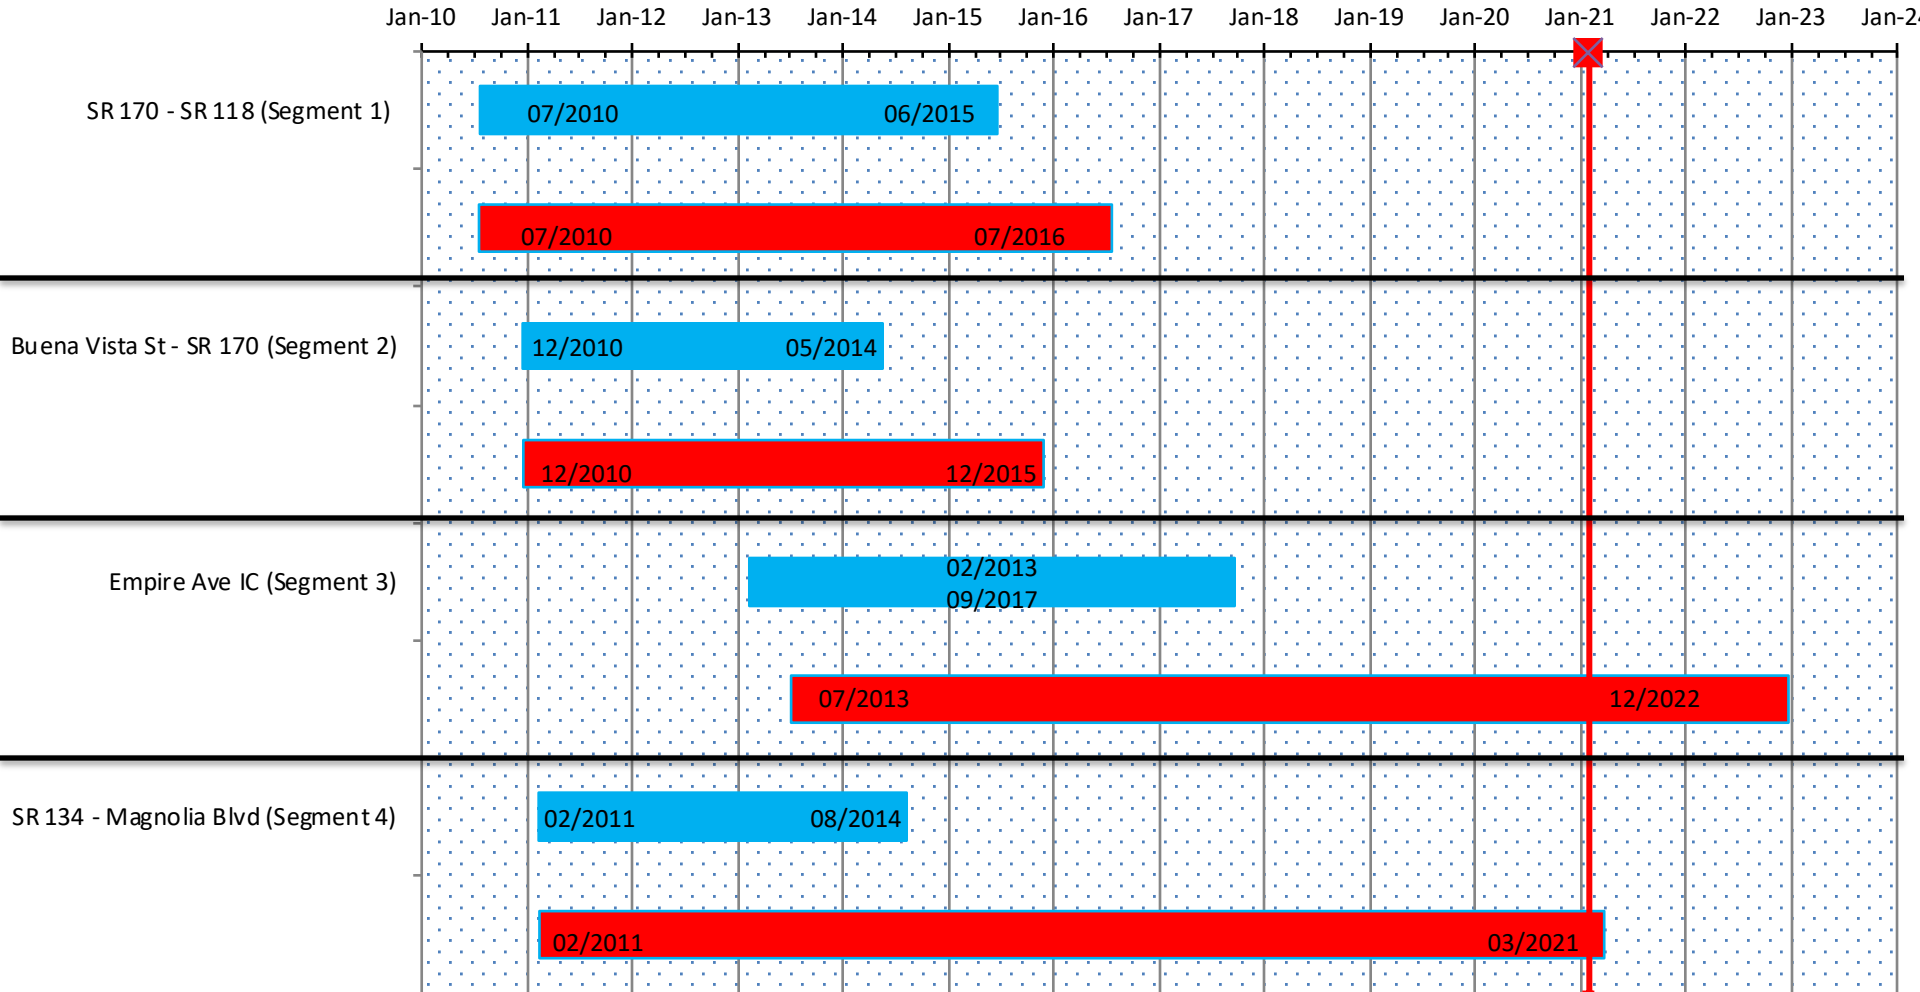 Jan-10 Jan-11 Jan-12 Jan-13 Jan-14 Jan-15 Jan-16 Jan-17 Jan-18 Jan-19 Jan-20 Jan-21 Jan-22 Jan-23 Jan-24
SR 170 - SR 118 (Segment 1) 07/2010 06/2015
07/2010 07/2016
Buena Vista St - SR 170 (Segment 2) 12/2010 05/2014
12/2010 12/2015
Empire Ave IC (Segment 3) 02/2013
09/2017
07/2013 12/2022
SR 134 - Magnolia Blvd (Segment 4) 02/2011 08/2014
02/2011 03/2021